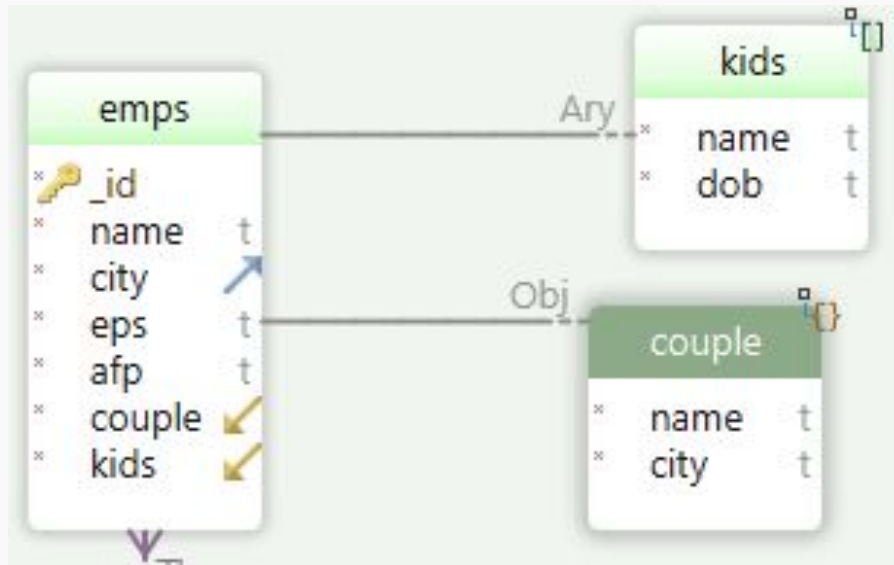 emps
_id
name t
city
eps t
afp t
couple
kids
Ary
kids []
name t
dob t
Obj
couple {}
name t
city t